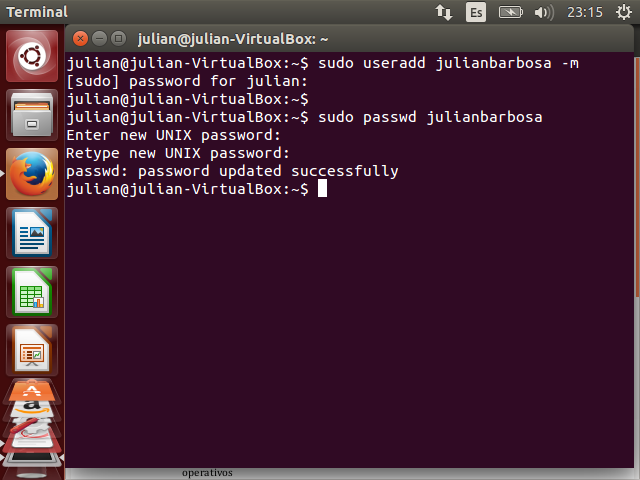 Terminal
Es
23:15
julian@julian-VirtualBox: ~
julian@julian-VirtualBox:~$ sudo useradd julianbarbosa -m
[sudo] password for julian:
julian@julian-VirtualBox:~$
julian@julian-VirtualBox:~$ sudo passwd julianbarbosa
Enter new UNIX password:
Retype new UNIX password:
passwd: password updated successfully
julian@julian-VirtualBox:~$
operativos